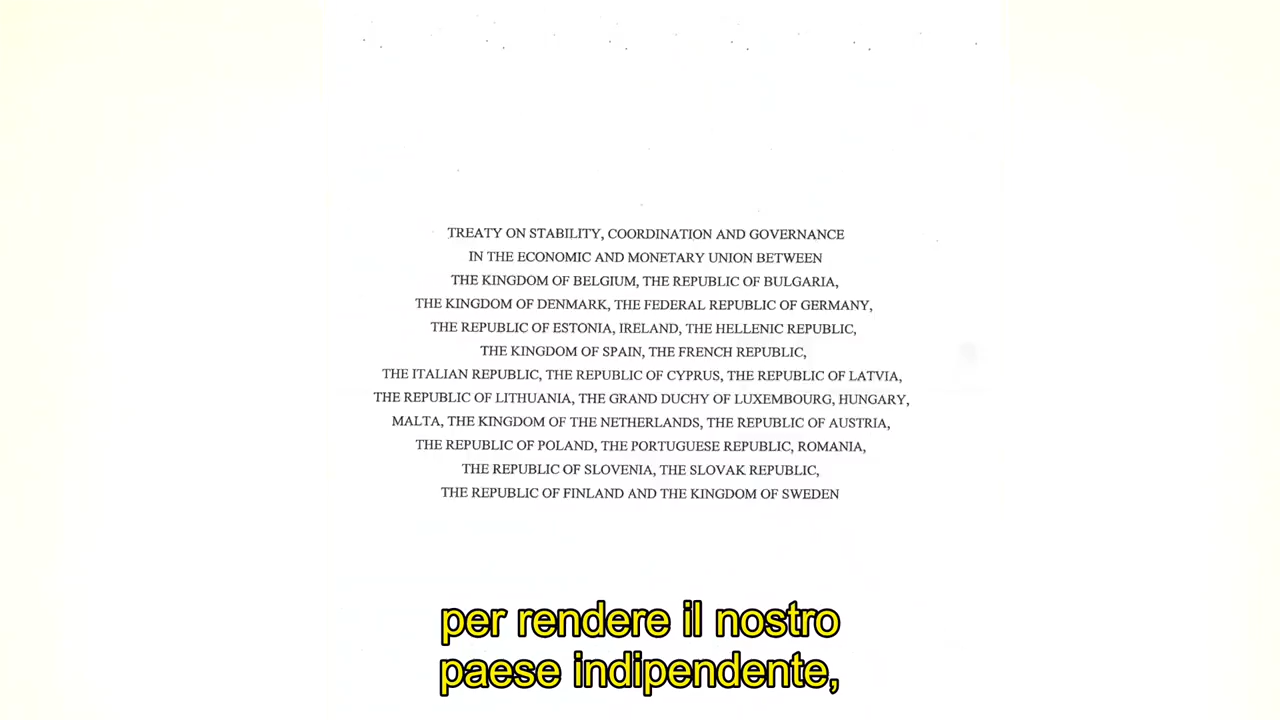 TREATY ON STABILITY, COORDINATION AND GOVERNANCE
IN THE ECONOMIC AND MONETARY UNION BETWEEN
THE KINGDOM OF BELGIUM, THE REPUBLIC OF BULGARIA,
THE KINGDOM OF DENMARK, THE FEDERAL REPUBLIC OF GERMANY,
THE REPUBLIC OF ESTONIA, IRELAND, THE HELLENIC REPUBLIC,
THE KINGDOM OF SPAIN, THE FRENCH REPUBLIC,
THE ITALIAN REPUBLIC, THE REPUBLIC OF CYPRUS, THE REPUBLIC OF LATVIA,
THE REPUBLIC OF LITHUANIA, THE GRAND DUCHY OF LUXEMBOURG, HUNGARY,
MALTA, THE KINGDOM OF THE NETHERLANDS, THE REPUBLIC OF AUSTRIA,
THE REPUBLIC OF POLAND, THE PORTUGUESE REPUBLIC, ROMANIA,
THE REPUBLIC OF SLOVENIA, THE SLOVAK REPUBLIC,
THE REPUBLIC OF FINLAND AND THE KINGDOM OF SWEDEN
per rendere il nostro
paese indipendente,